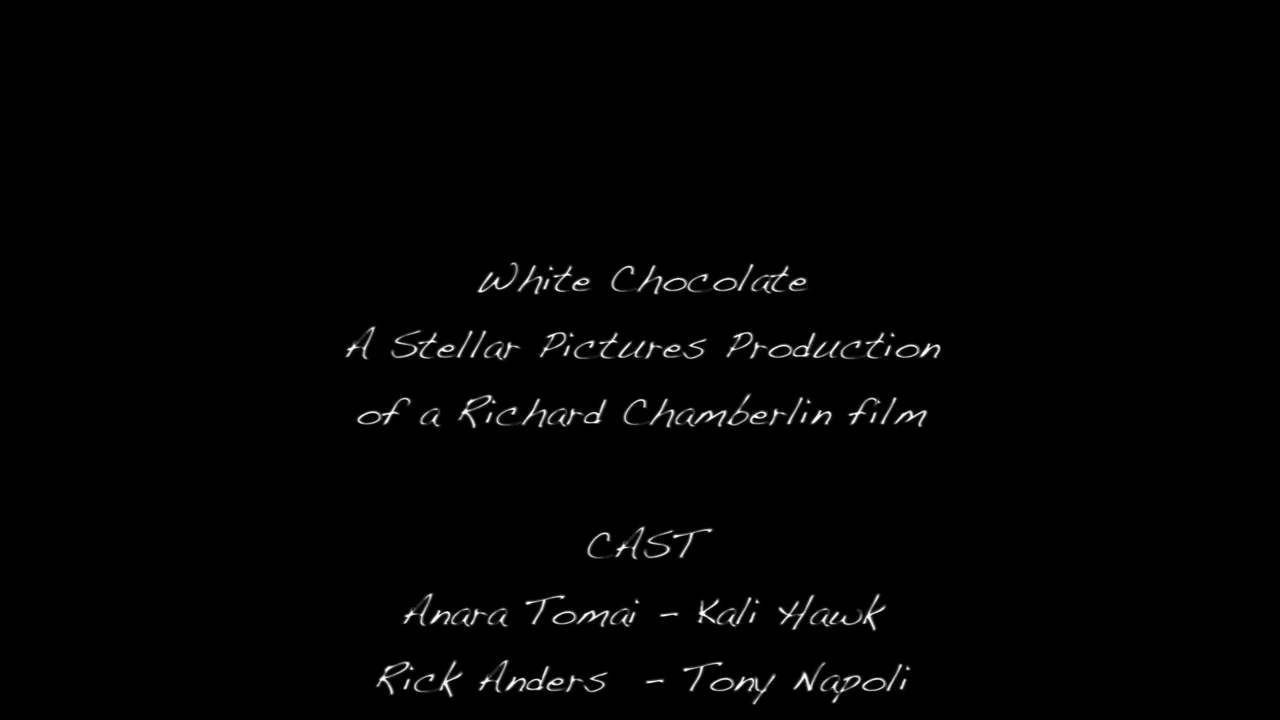 White Chocolate
A Stellar Pictures Production
of a Richard Chamberlin film
CAST
Anara Tomai - Kali Hawk
Rick Anders - Tony Napoli